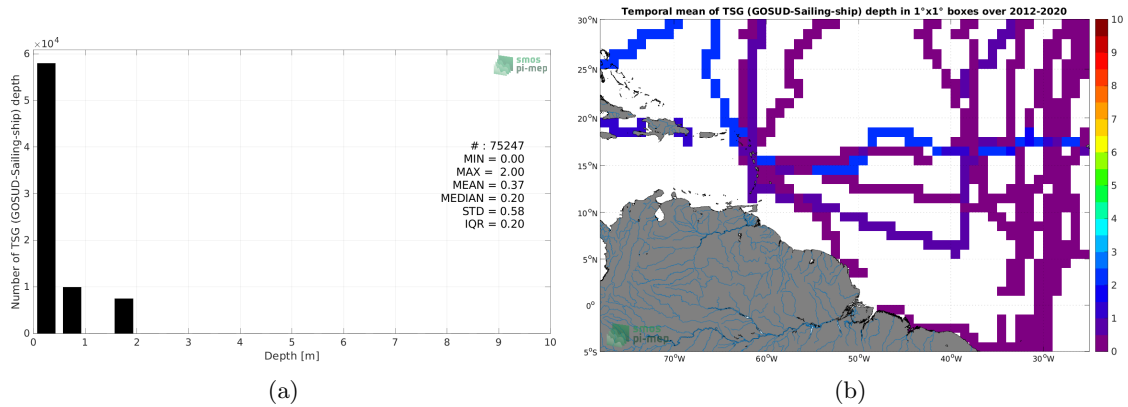 ×10⁴
6
5
4
3
2
1
0
Number of TSG (GOSUD-Sailing-ship) depth
smos
pi-mep
# : 75247
MIN = 0.00
MAX = 2.00
MEAN = 0.37
MEDIAN = 0.20
STD = 0.58
IQR = 0.20
0 1 2 3 4 5 6 7 8 9 10
Depth [m]
(a)
Temporal mean of TSG (GOSUD-Sailing-ship) depth in 1°x1° boxes over 2012-2020
30°N
25°N
20°N
15°N
10°N
5°N
0°
5°S
smos
pi-mep
70°W 60°W 50°W 40°W 30°W
10
9
8
7
6
5
4
3
2
1
0
(b)